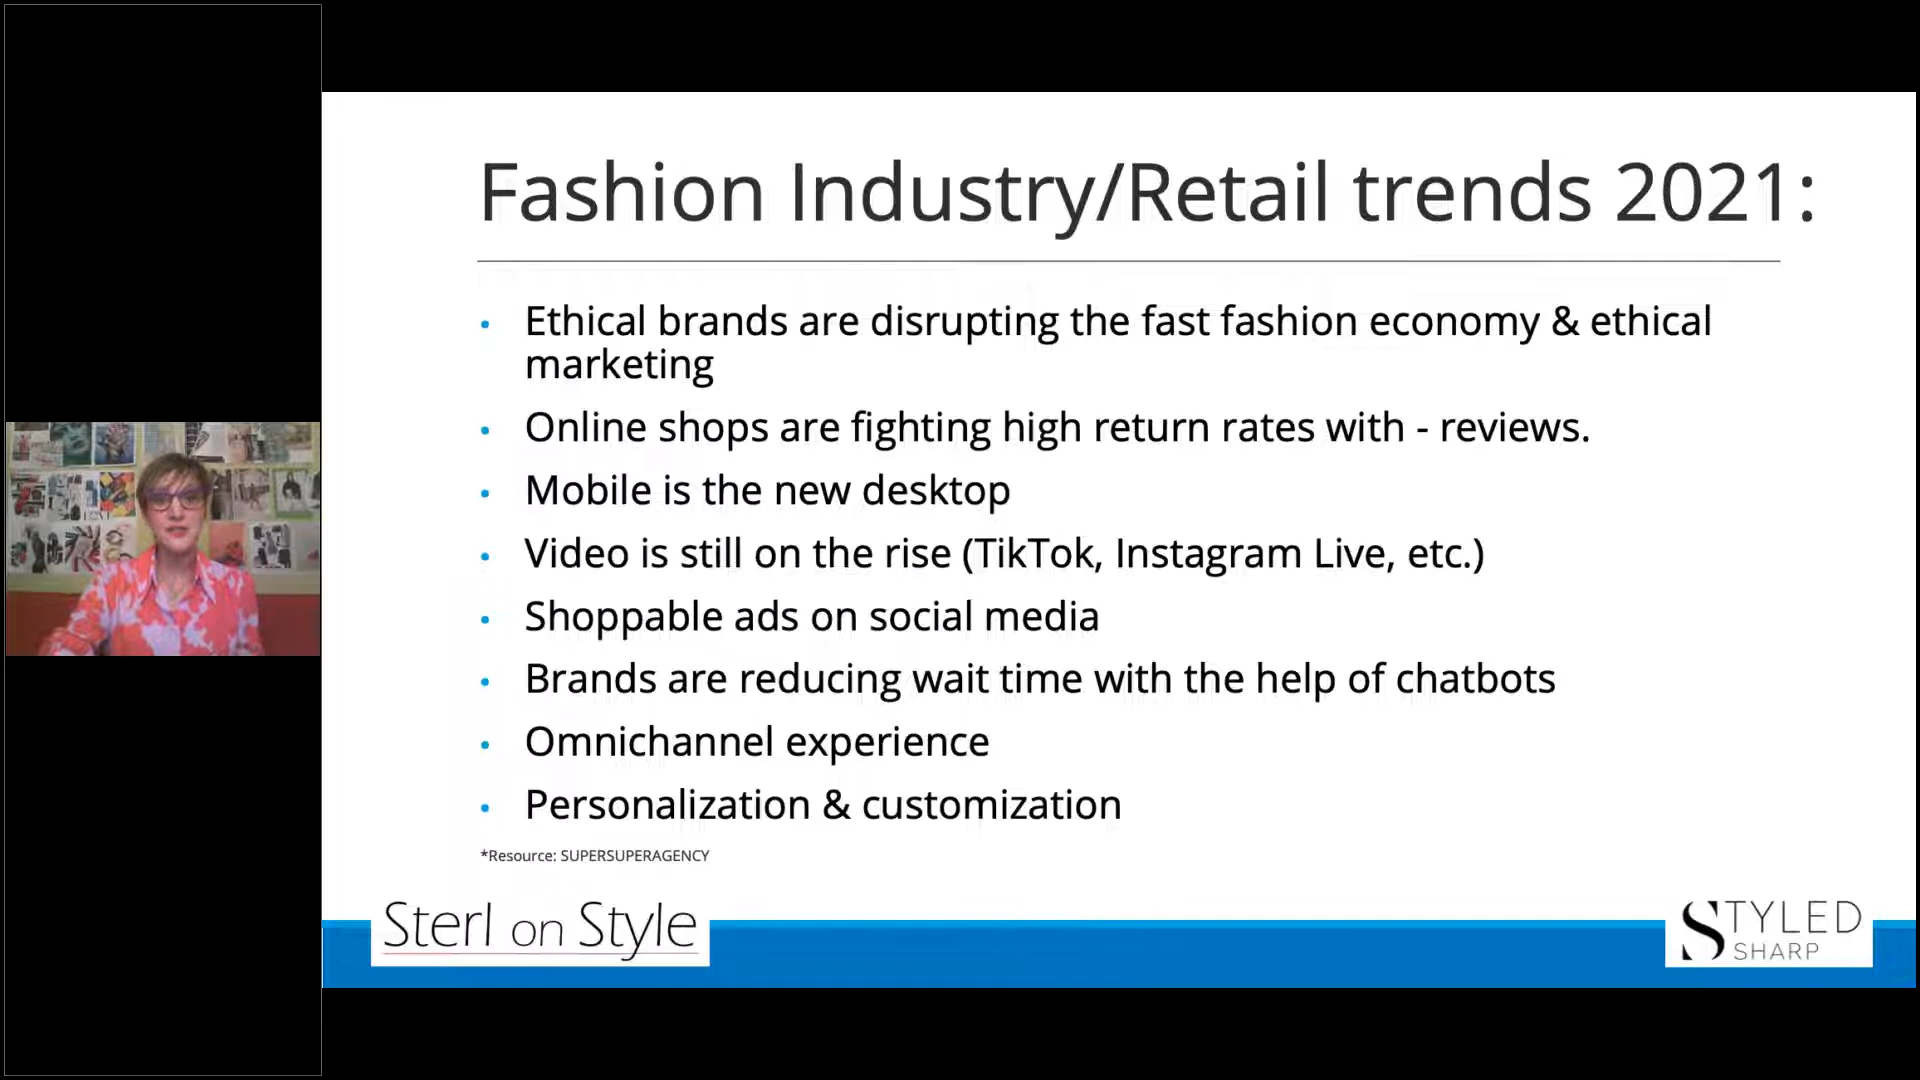 Fashion Industry/Retail trends 2021:
• Ethical brands are disrupting the fast fashion economy & ethical
marketing
• Online shops are fighting high return rates with - reviews.
• Mobile is the new desktop
• Video is still on the rise (TikTok, Instagram Live, etc.)
• Shoppable ads on social media
• Brands are reducing wait time with the help of chatbots
• Omnichannel experience
• Personalization & customization
*Resource: SUPERSUPERAGENCY
Sterl on Style
STYLED
SHARP